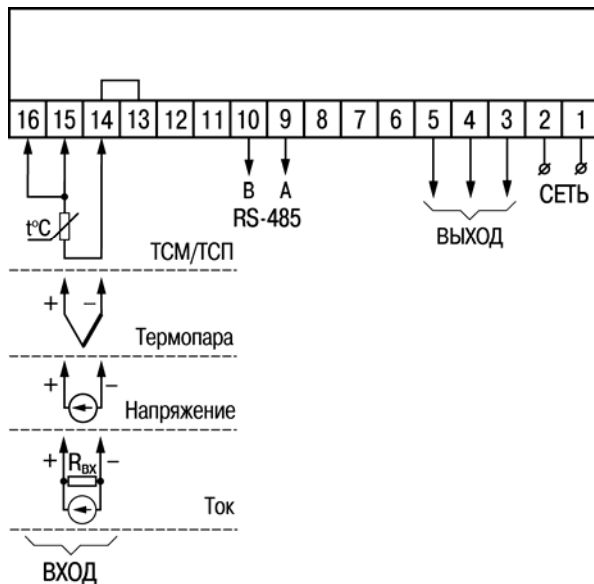 16 15 14 13 12 11 10 9 8 7 6 5 4 3 2 1
B A
RS-485
СЕТЬ
ВЫХОД
t°C
ТСМ/ТСП
+ –
Термопара
+ –
Напряжение
+ Rвх –
Ток
ВХОД